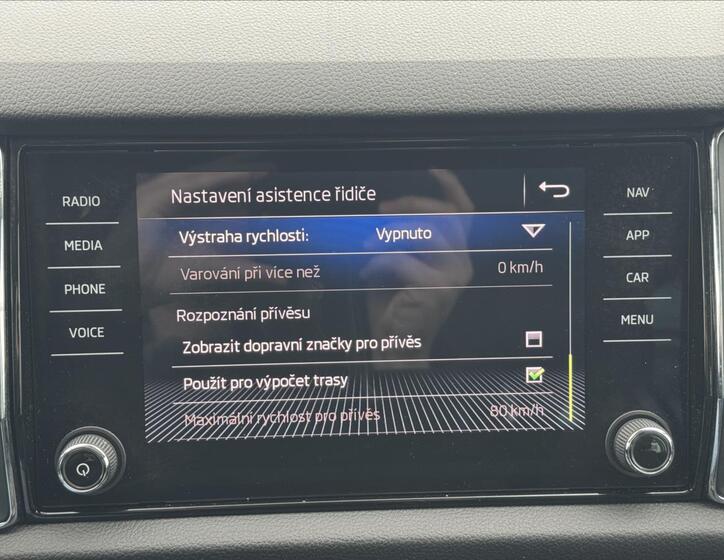 RADIO
MEDIA
PHONE
VOICE
Nastavení asistence řidiče
Výstraha rychlosti: Vypnuto
Varování při více než 0 km/h
Rozpoznání přívěsu
Zobrazit dopravní značky pro přívěs
Použít pro výpočet trasy
Maximální rychlost pro přívěs 80 km/h
NAV
APP
CAR
MENU